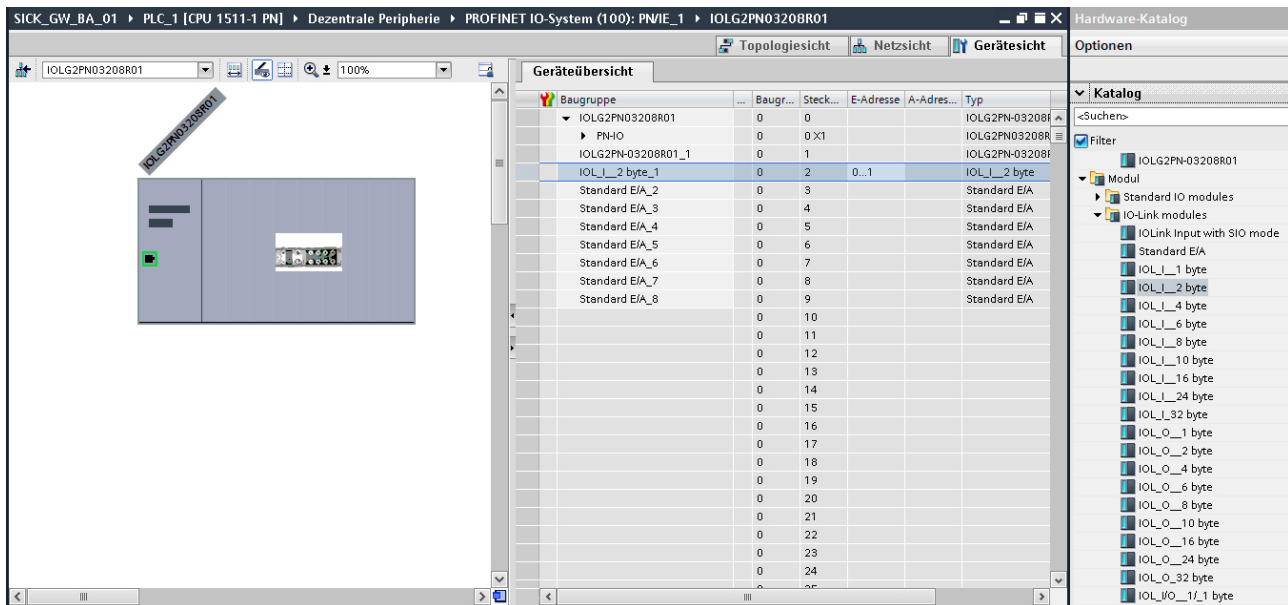 SICK_GW_BA_01 ▸ PLC_1 [CPU 1511-1 PN] ▸ Dezentrale Peripherie ▸ PROFINET IO-System (100): PN/IE_1 ▸ IOLG2PN03208R01
Topologiesicht Netzsicht Gerätesicht
IOLG2PN03208R01 100%
IOLG2PN03208R01
Geräteübersicht
Baugruppe ... Baugr... Steck... E-Adresse A-Adres... Typ
IOLG2PN03208R01 0 0 IOLG2PN-03208R
PN-IO 0 0 X1 IOLG2PN03208R
IOLG2PN-03208R01_1 0 1 IOLG2PN-03208R
IOL_I__2 byte_1 0 2 0...1 IOL_I__2 byte
Standard E/A_2 0 3 Standard E/A
Standard E/A_3 0 4 Standard E/A
Standard E/A_4 0 5 Standard E/A
Standard E/A_5 0 6 Standard E/A
Standard E/A_6 0 7 Standard E/A
Standard E/A_7 0 8 Standard E/A
Standard E/A_8 0 9 Standard E/A
0 10
0 11
0 12
0 13
0 14
0 15
0 16
0 17
0 18
0 19
0 20
0 21
0 22
0 23
0 24
Hardware-Katalog
Optionen
Katalog
<Suchen>
Filter
IOLG2PN-03208R01
Modul
Standard IO modules
IO-Link modules
IOLink Input with SIO mode
Standard E/A
IOL_I__1 byte
IOL_I__2 byte
IOL_I__4 byte
IOL_I__6 byte
IOL_I__8 byte
IOL_I__10 byte
IOL_I__16 byte
IOL_I__24 byte
IOL_I_32 byte
IOL_O__1 byte
IOL_O__2 byte
IOL_O__4 byte
IOL_O__6 byte
IOL_O__8 byte
IOL_O__10 byte
IOL_O__16 byte
IOL_O__24 byte
IOL_O_32 byte
IOL_I/O__1/_1 byte